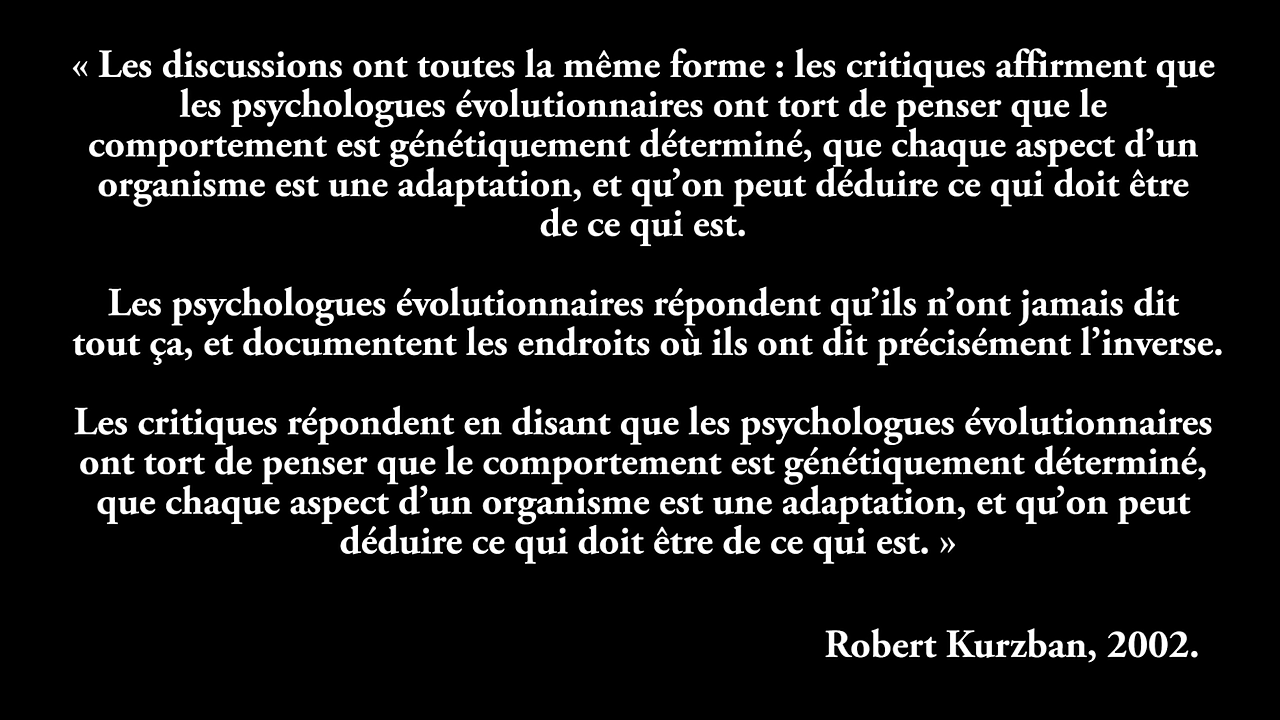 « Les discussions ont toutes la même forme : les critiques affirment que
les psychologues évolutionnaires ont tort de penser que le
comportement est génétiquement déterminé, que chaque aspect d’un
organisme est une adaptation, et qu’on peut déduire ce qui doit être
de ce qui est.
Les psychologues évolutionnaires répondent qu’ils n’ont jamais dit
tout ça, et documentent les endroits où ils ont dit précisément l’inverse.
Les critiques répondent en disant que les psychologues évolutionnaires
ont tort de penser que le comportement est génétiquement déterminé,
que chaque aspect d’un organisme est une adaptation, et qu’on peut
déduire ce qui doit être de ce qui est. »
Robert Kurzban, 2002.